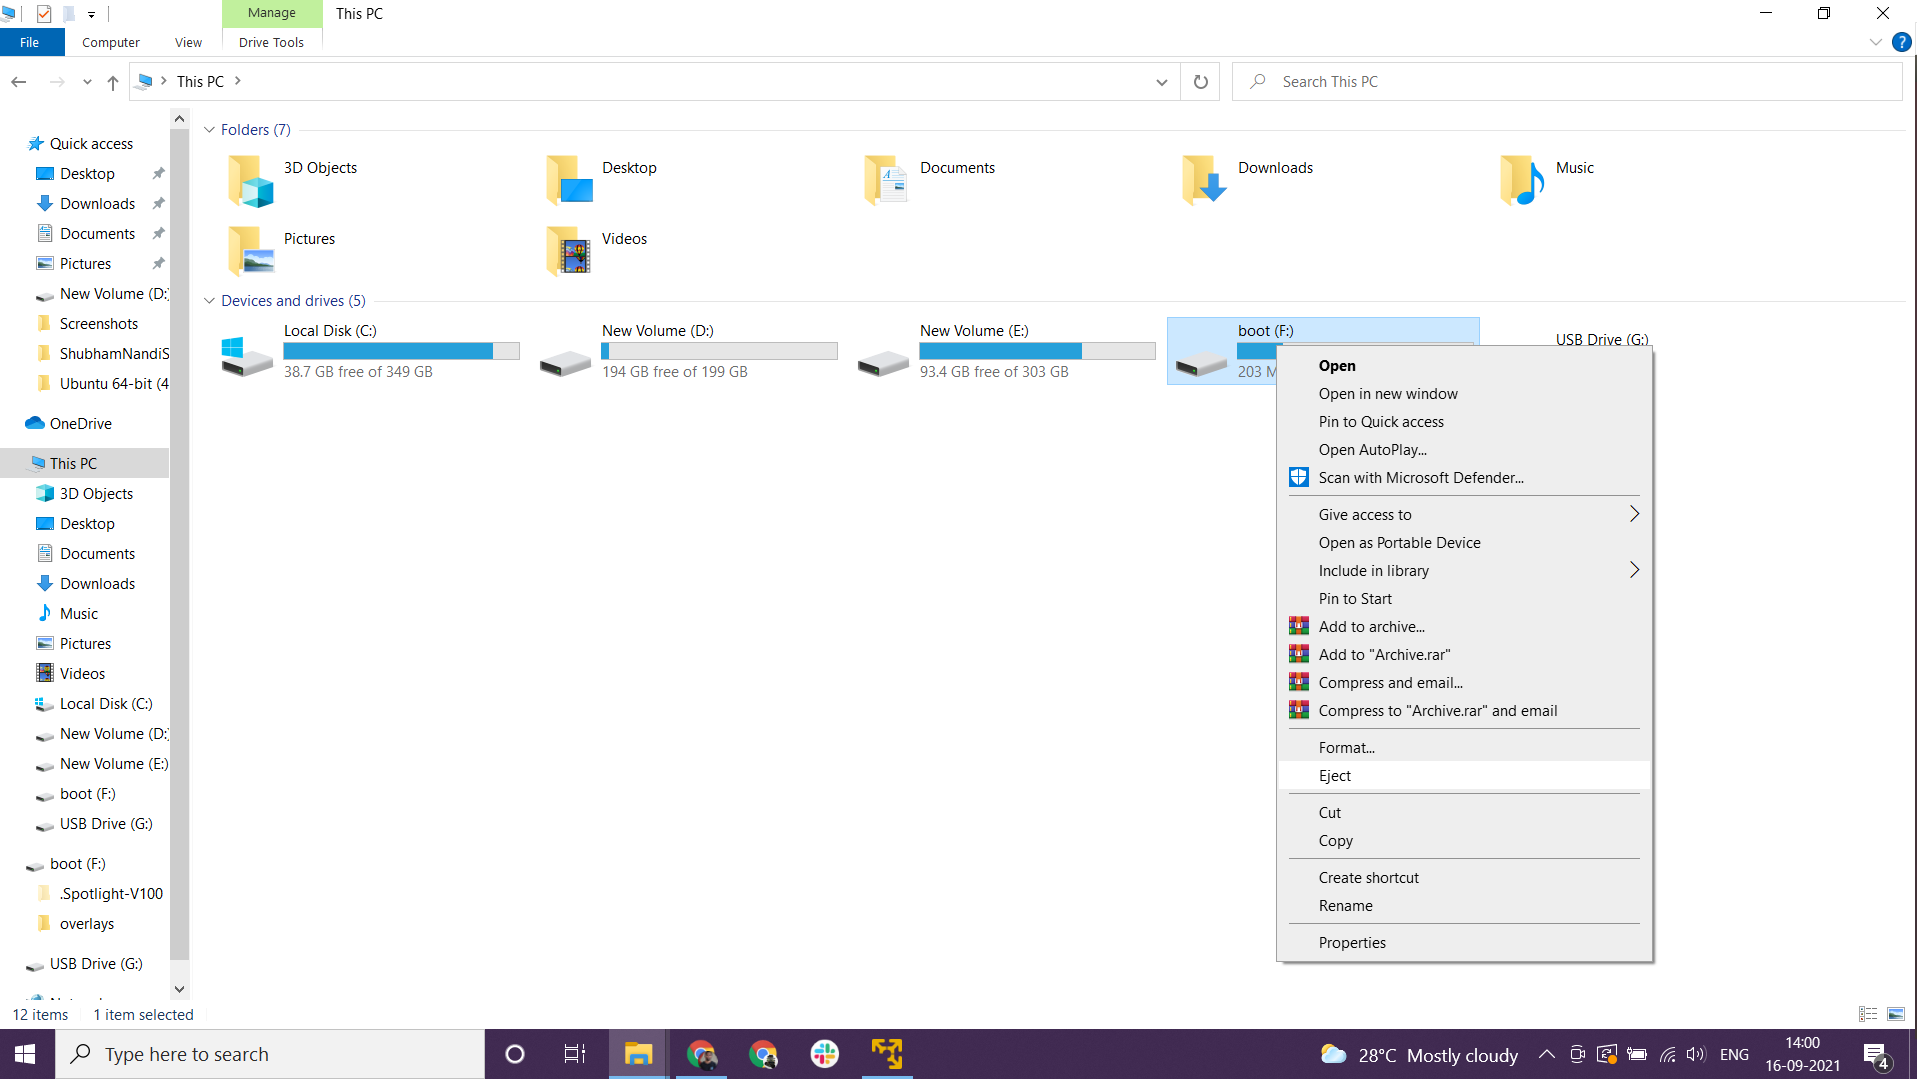 Manage
This PC
File
Computer
View
Drive Tools
?
This PC
Search This PC
Quick access
Desktop
Downloads
Documents
Pictures
New Volume (D:)
Screenshots
ShubhamNandiS
Ubuntu 64-bit (4
OneDrive
This PC
3D Objects
Desktop
Documents
Downloads
Music
Pictures
Videos
Local Disk (C:)
New Volume (D:)
New Volume (E:)
boot (F:)
USB Drive (G:)
boot (F:)
.Spotlight-V100
overlays
USB Drive (G:)
Folders (7)
3D Objects
Desktop
Documents
Downloads
Music
Pictures
Videos
Devices and drives (5)
Local Disk (C:)
38.7 GB free of 349 GB
New Volume (D:)
194 GB free of 199 GB
New Volume (E:)
93.4 GB free of 303 GB
boot (F:)
203 M
USB Drive (G:)
Open
Open in new window
Pin to Quick access
Open AutoPlay...
Scan with Microsoft Defender...
Give access to
Open as Portable Device
Include in library
Pin to Start
Add to archive...
Add to "Archive.rar"
Compress and email...
Compress to "Archive.rar" and email
Format...
Eject
Cut
Copy
Create shortcut
Rename
Properties
12 items
1 item selected
Type here to search
28°C Mostly cloudy
ENG
14:00
16-09-2021
4